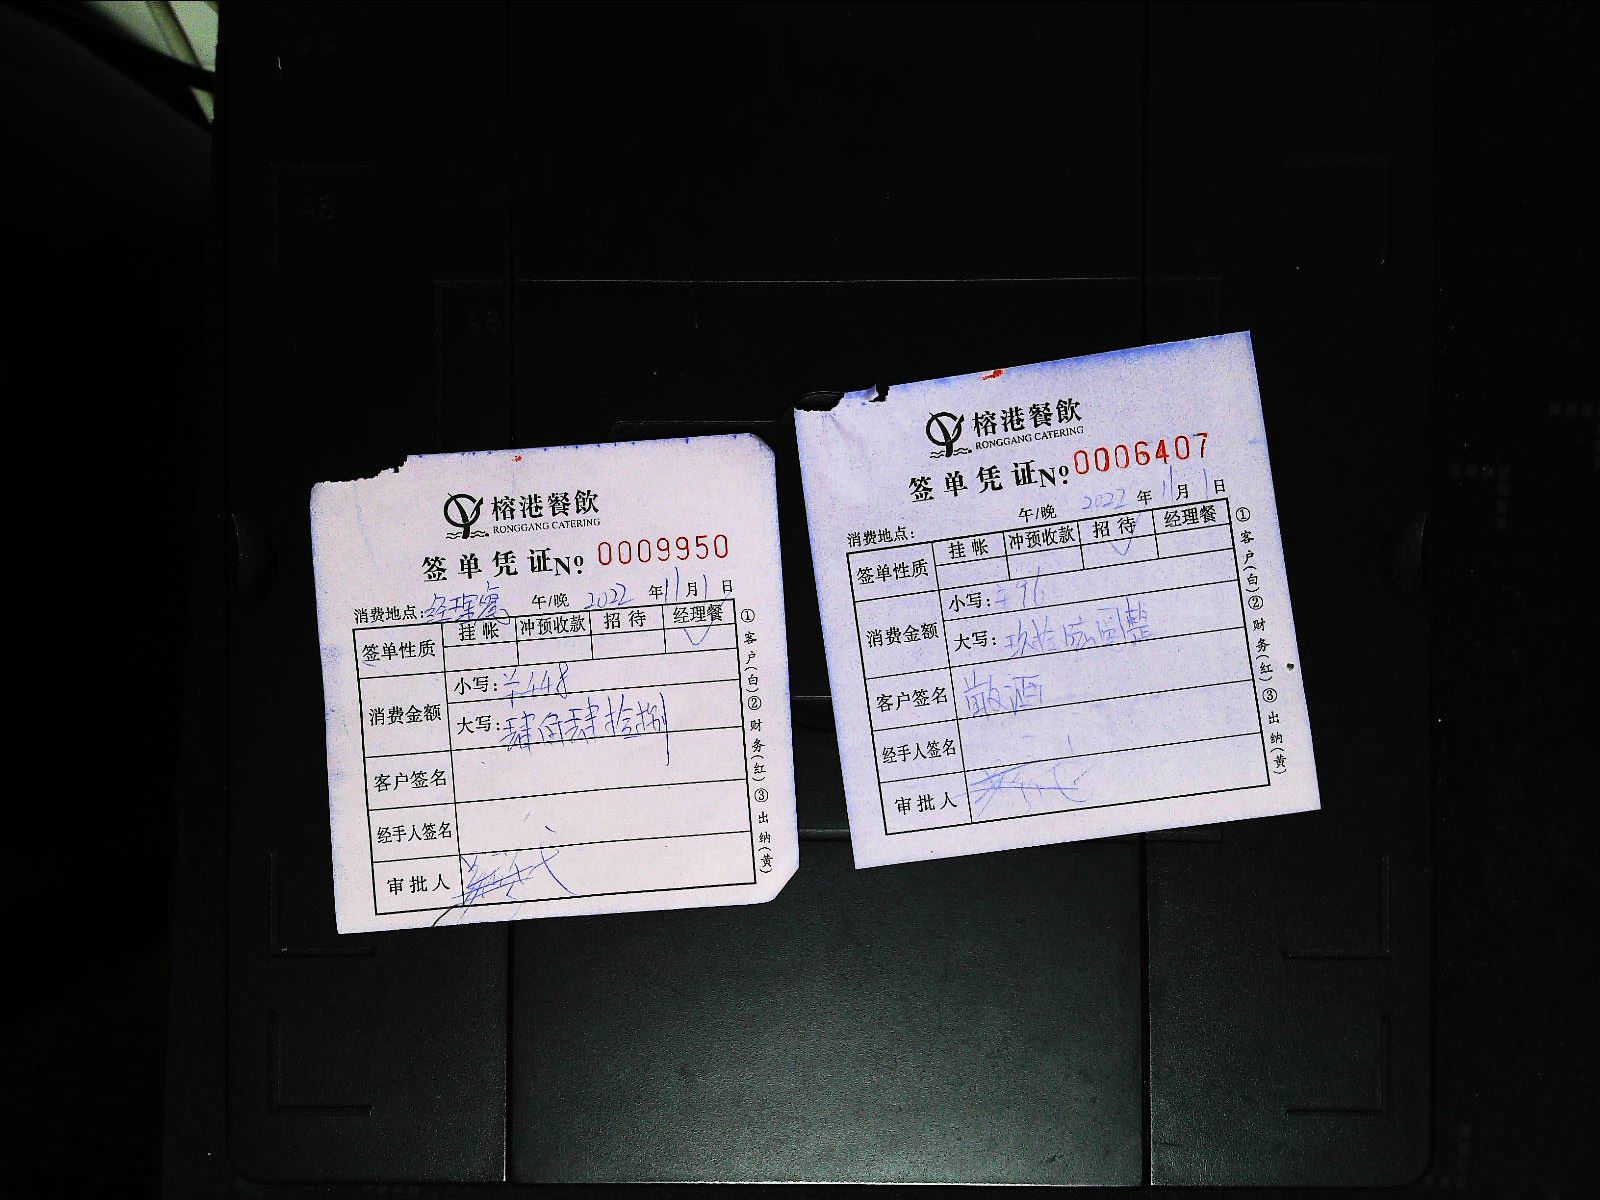 榕港餐飲
RONGGANG CATERING
签单凭证No 0009950
消费地点: 经理餐 午/晚 2022 年 11 月 1 日
签单性质 挂帐 冲预收款 招待 经理餐
消费金额 小写: ¥448
大写: 肆佰肆拾捌
客户签名
经手人签名
审批人
①客户(白)②财务(红)③出纳(黄)
榕港餐飲
RONGGANG CATERING
签单凭证No 0006407
午/晚 2022 年 11 月 1 日
消费地点:
签单性质 挂帐 冲预收款 招待 经理餐
消费金额 小写: ¥96
大写: 玖拾陆圆整
客户签名 敬酒
经手人签名
审批人
①客户(白)②财务(红)③出纳(黄)